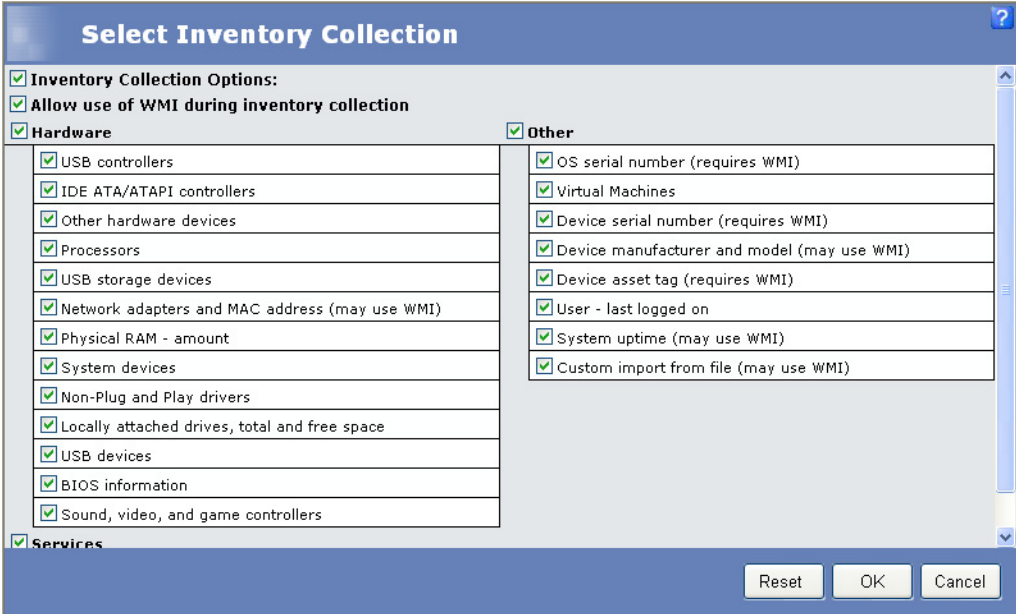 Select Inventory Collection
?
Inventory Collection Options:
Allow use of WMI during inventory collection
Hardware
USB controllers
IDE ATA/ATAPI controllers
Other hardware devices
Processors
USB storage devices
Network adapters and MAC address (may use WMI)
Physical RAM - amount
System devices
Non-Plug and Play drivers
Locally attached drives, total and free space
USB devices
BIOS information
Sound, video, and game controllers
Other
OS serial number (requires WMI)
Virtual Machines
Device serial number (requires WMI)
Device manufacturer and model (may use WMI)
Device asset tag (requires WMI)
User - last logged on
System uptime (may use WMI)
Custom import from file (may use WMI)
Services
Reset
OK
Cancel